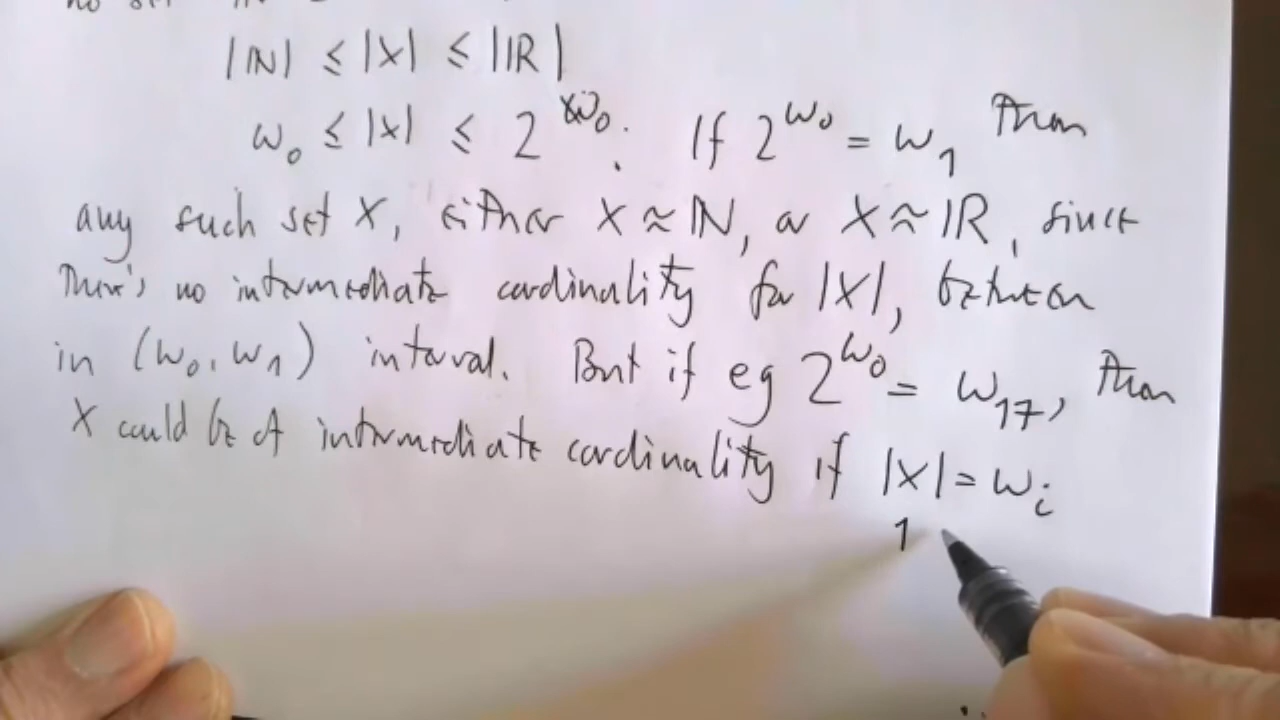 |ℕ| ≤ |X| ≤ |ℝ|
ω₀ ≤ |X| ≤ 2^ω₀. If 2^ω₀ = ω₁ then
any such set X, either X ≈ ℕ, or X ≈ ℝ, since
there's no intermediate cardinality for |X|, between
in (ω₀, ω₁) interval. But if eg 2^ω₀ = ω₁₇, then
X could be of intermediate cardinality if |X| = ωᵢ
1